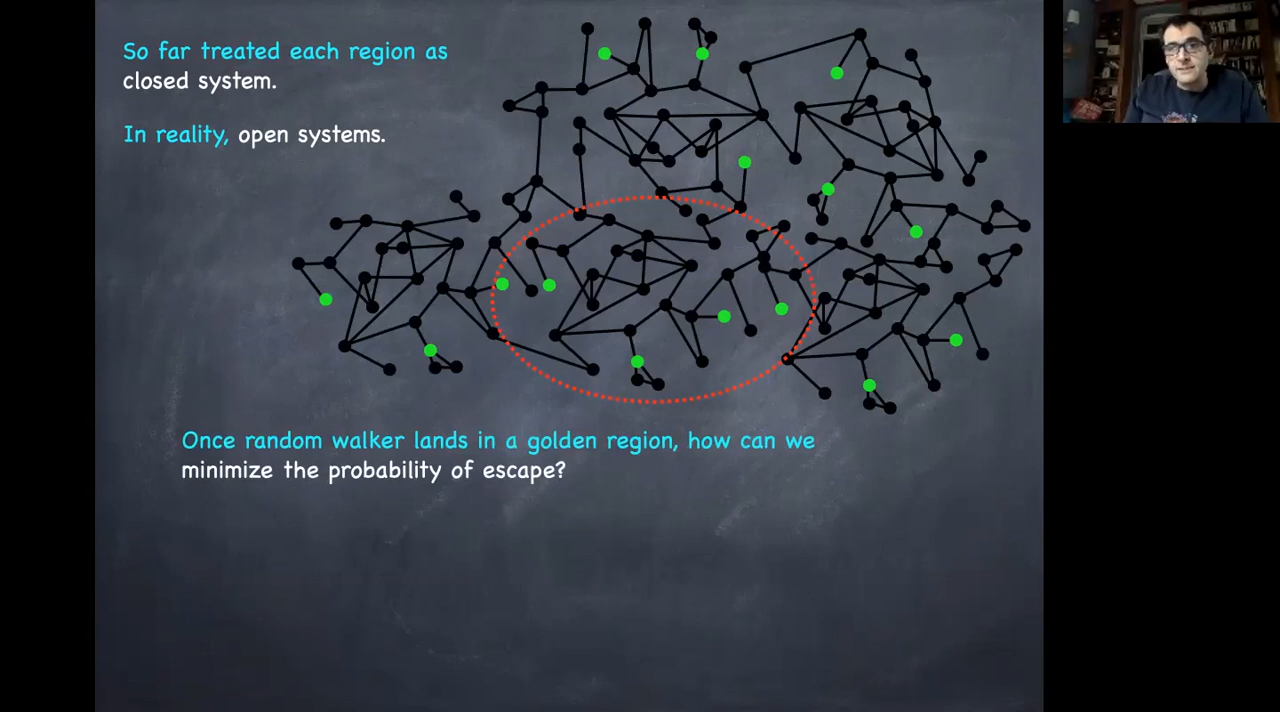 So far treated each region as
closed system.
In reality, open systems.
Once random walker lands in a golden region, how can we
minimize the probability of escape?